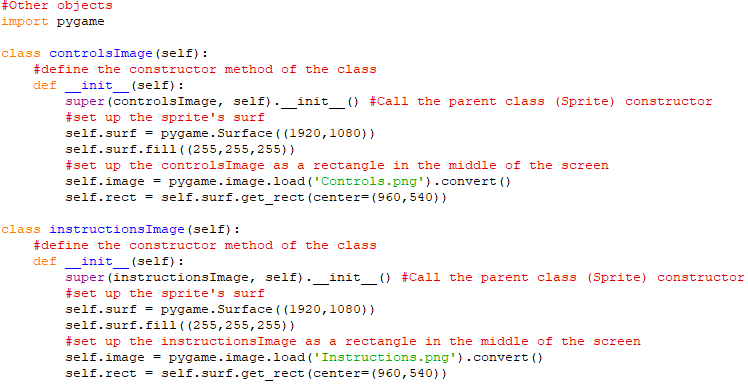 #Other objects
import pygame

class controlsImage(self):
    #define the constructor method of the class
    def __init__(self):
        super(controlsImage, self).__init__() #Call the parent class (Sprite) constructor
        #set up the sprite's surf
        self.surf = pygame.Surface((1920,1080))
        self.surf.fill((255,255,255))
        #set up the controlsImage as a rectangle in the middle of the screen
        self.image = pygame.image.load('Controls.png').convert()
        self.rect = self.surf.get_rect(center=(960,540))

class instructionsImage(self):
    #define the constructor method of the class
    def __init__(self):
        super(instructionsImage, self).__init__() #Call the parent class (Sprite) constructor
        #set up the sprite's surf
        self.surf = pygame.Surface((1920,1080))
        self.surf.fill((255,255,255))
        #set up the instructionsImage as a rectangle in the middle of the screen
        self.image = pygame.image.load('Instructions.png').convert()
        self.rect = self.surf.get_rect(center=(960,540))